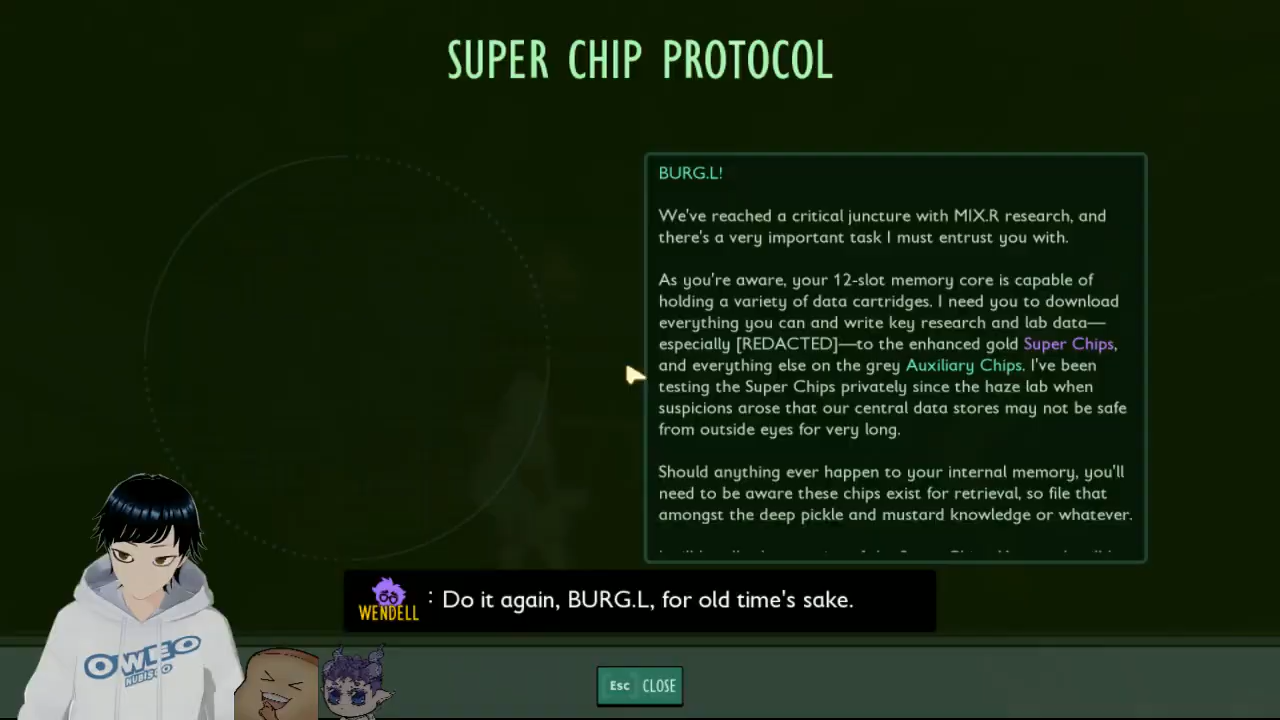 SUPER CHIP PROTOCOL
BURG.L!
We've reached a critical juncture with MIX.R research, and
there's a very important task I must entrust you with.
As you're aware, your 12-slot memory core is capable of
holding a variety of data cartridges. I need you to download
everything you can and write key research and lab data—
especially [REDACTED]—to the enhanced gold Super Chips,
and everything else on the grey Auxiliary Chips. I've been
testing the Super Chips privately since the haze lab when
suspicions arose that our central data stores may not be safe
from outside eyes for very long.
Should anything ever happen to your internal memory, you'll
need to be aware these chips exist for retrieval, so file that
amongst the deep pickle and mustard knowledge or whatever.
WENDELL : Do it again, BURG.L, for old time's sake.
Esc CLOSE